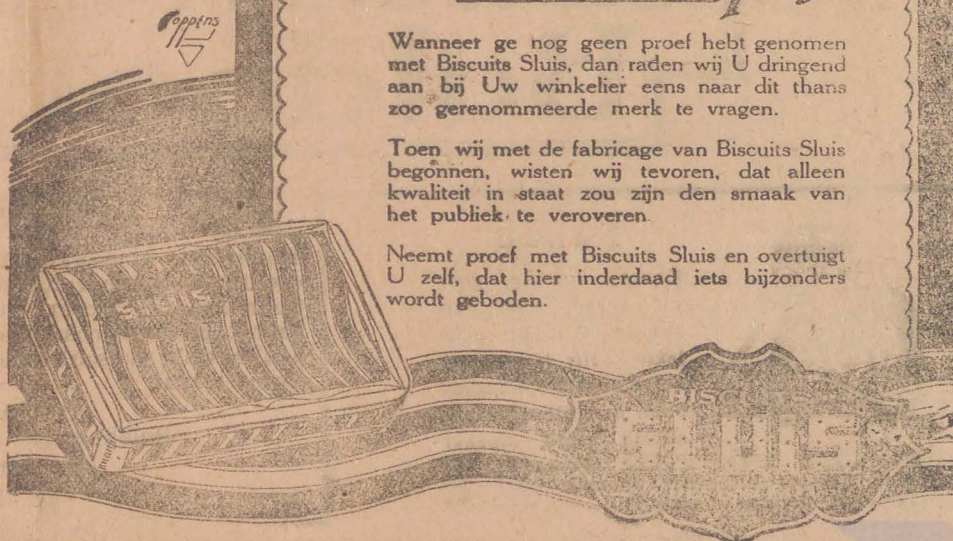 Coppens
Wanneer ge nog geen proef hebt genomen
met Biscuits Sluis, dan raden wij U dringend
aan bij Uw winkelier eens naar dit thans
zoo gerenommeerde merk te vragen.
Toen wij met de fabricage van Biscuits Sluis
begonnen, wisten wij tevoren, dat alleen
kwaliteit in staat zou zijn den smaak van
het publiek te veroveren.
Neemt proef met Biscuits Sluis en overtuigt
U zelf, dat hier inderdaad iets bijzonders
wordt geboden.
SLUIS
BISCUITS
SLUIS